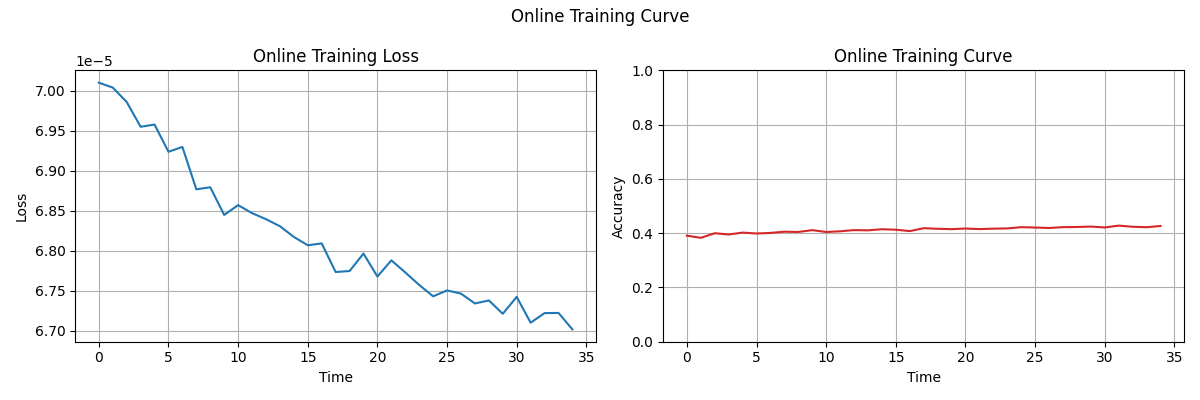 Online Training Curve
Online Training Loss
1e−5
7.00
6.95
6.90
6.85
6.80
6.75
6.70
Loss
0 5 10 15 20 25 30 35
Time
Online Training Curve
1.0
0.8
0.6
0.4
0.2
0.0
Accuracy
0 5 10 15 20 25 30 35
Time